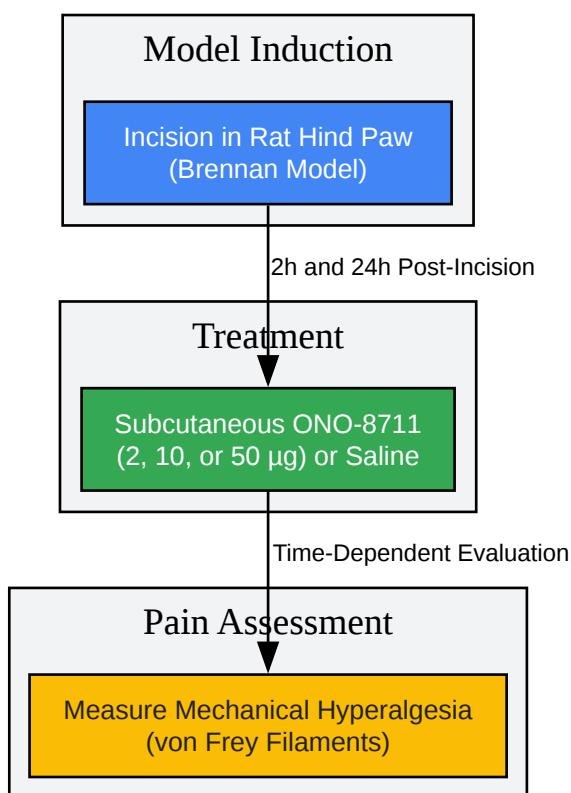 Model Induction
Incision in Rat Hind Paw
(Brennan Model)
2h and 24h Post-Incision
Treatment
Subcutaneous ONO-8711
(2, 10, or 50 µg) or Saline
Time-Dependent Evaluation
Pain Assessment
Measure Mechanical Hyperalgesia
(von Frey Filaments)